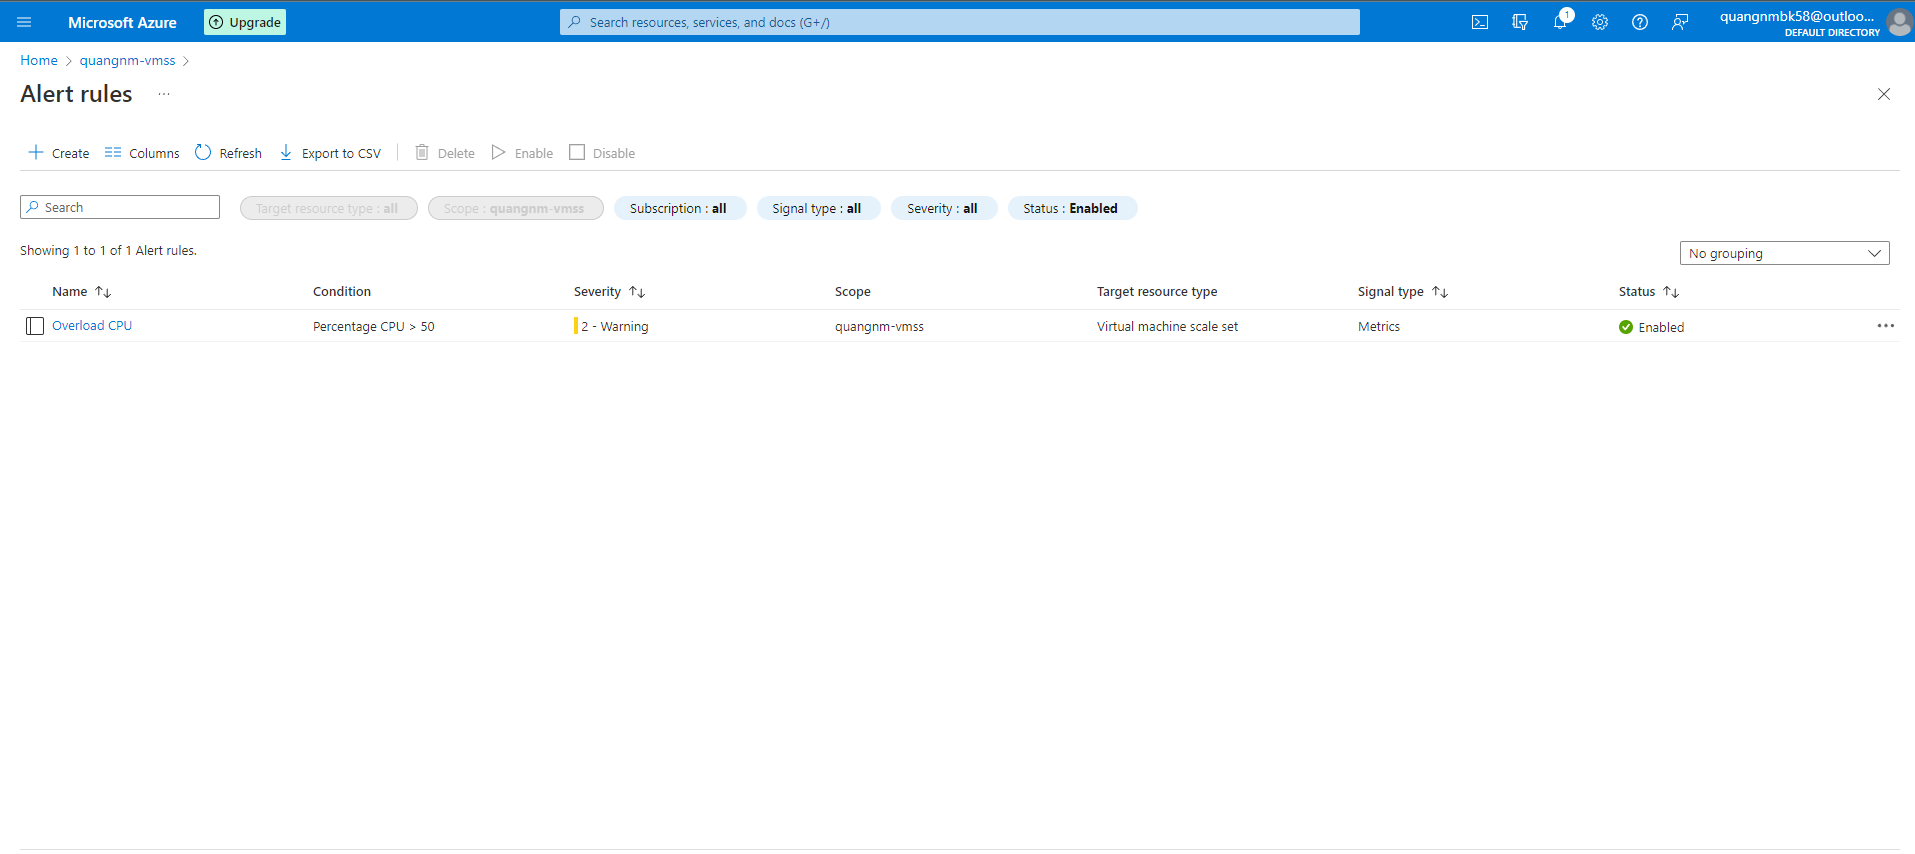 Microsoft Azure
Upgrade
Search resources, services, and docs (G+/)
1
quangnmbk58@outloo...
DEFAULT DIRECTORY
Home > quangnm-vmss >
Alert rules ...
Create Columns Refresh Export to CSV Delete Enable Disable
Search
Target resource type : all
Scope : quangnm-vmss
Subscription : all
Signal type : all
Severity : all
Status : Enabled
Showing 1 to 1 of 1 Alert rules.
No grouping
Name Condition Severity Scope Target resource type Signal type Status
Overload CPU Percentage CPU > 50 2 - Warning quangnm-vmss Virtual machine scale set Metrics Enabled